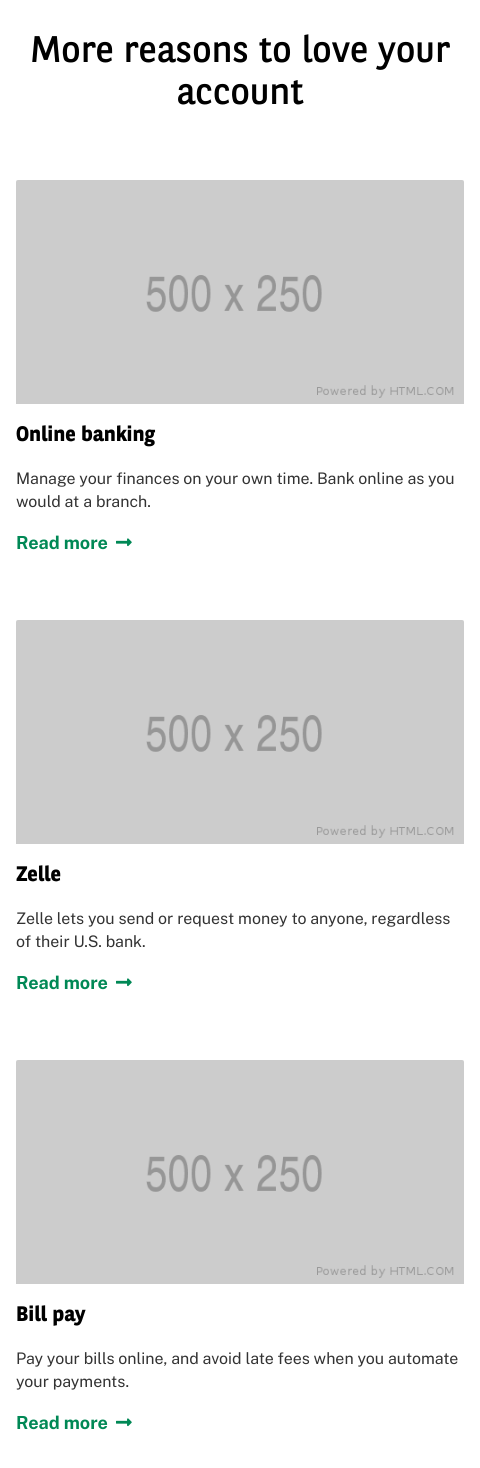 More reasons to love your
account
500 x 250
Powered by HTML.COM
Online banking
Manage your finances on your own time. Bank online as you
would at a branch.
Read more →
500 x 250
Powered by HTML.COM
Zelle
Zelle lets you send or request money to anyone, regardless
of their U.S. bank.
Read more →
500 x 250
Powered by HTML.COM
Bill pay
Pay your bills online, and avoid late fees when you automate
your payments.
Read more →